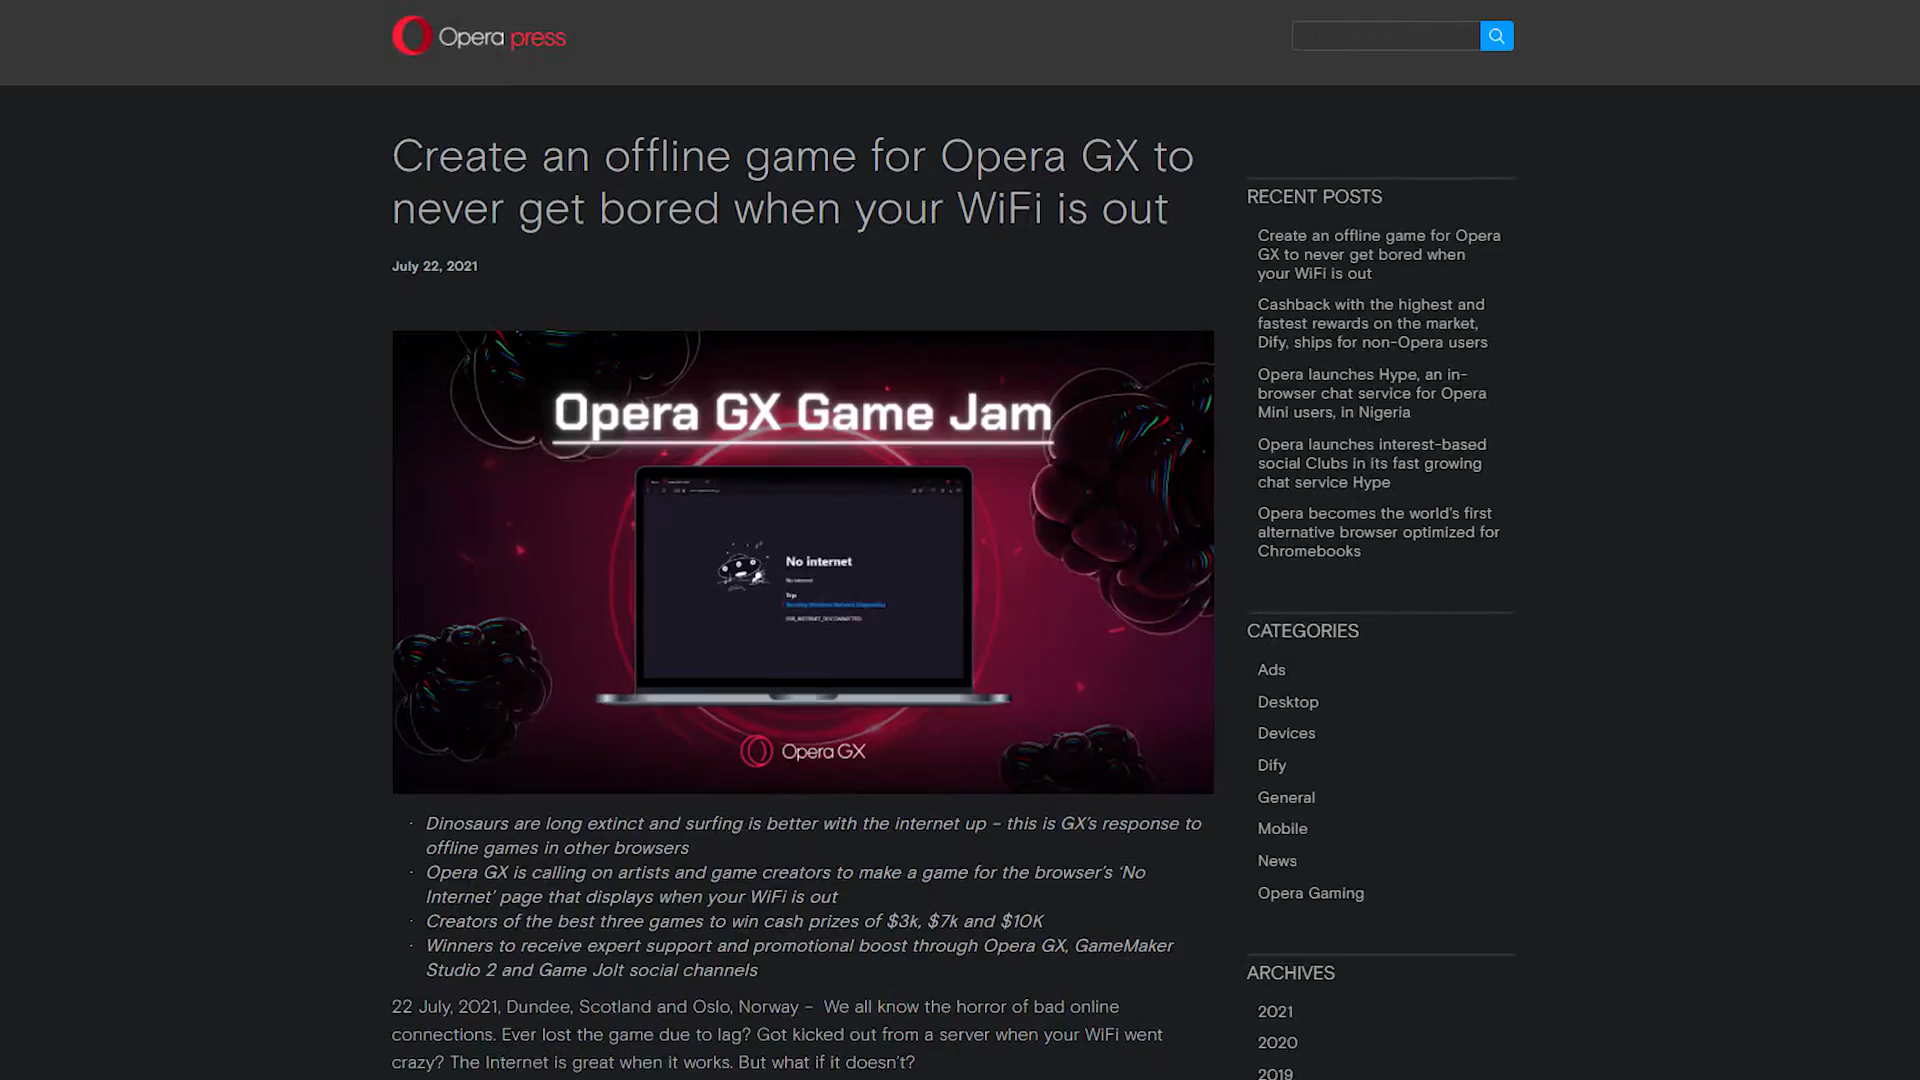 Opera press
Create an offline game for Opera GX to
never get bored when your WiFi is out
July 22, 2021
Opera GX Game Jam
No internet
No internet
Try:
Running Windows Network Diagnostics
ERR_INTERNET_DISCONNECTED
Opera GX
· Dinosaurs are long extinct and surfing is better with the internet up – this is GX’s response to
offline games in other browsers
· Opera GX is calling on artists and game creators to make a game for the browser’s ‘No
Internet’ page that displays when your WiFi is out
· Creators of the best three games to win cash prizes of $3k, $7k and $10K
· Winners to receive expert support and promotional boost through Opera GX, GameMaker
Studio 2 and Game Jolt social channels
22 July, 2021, Dundee, Scotland and Oslo, Norway – We all know the horror of bad online
connections. Ever lost the game due to lag? Got kicked out from a server when your WiFi went
crazy? The Internet is great when it works. But what if it doesn’t?
RECENT POSTS
Create an offline game for Opera
GX to never get bored when
your WiFi is out
Cashback with the highest and
fastest rewards on the market,
Dify, ships for non-Opera users
Opera launches Hype, an in-
browser chat service for Opera
Mini users, in Nigeria
Opera launches interest-based
social Clubs in its fast growing
chat service Hype
Opera becomes the world’s first
alternative browser optimized for
Chromebooks
CATEGORIES
Ads
Desktop
Devices
Dify
General
Mobile
News
Opera Gaming
ARCHIVES
2021
2020
2019